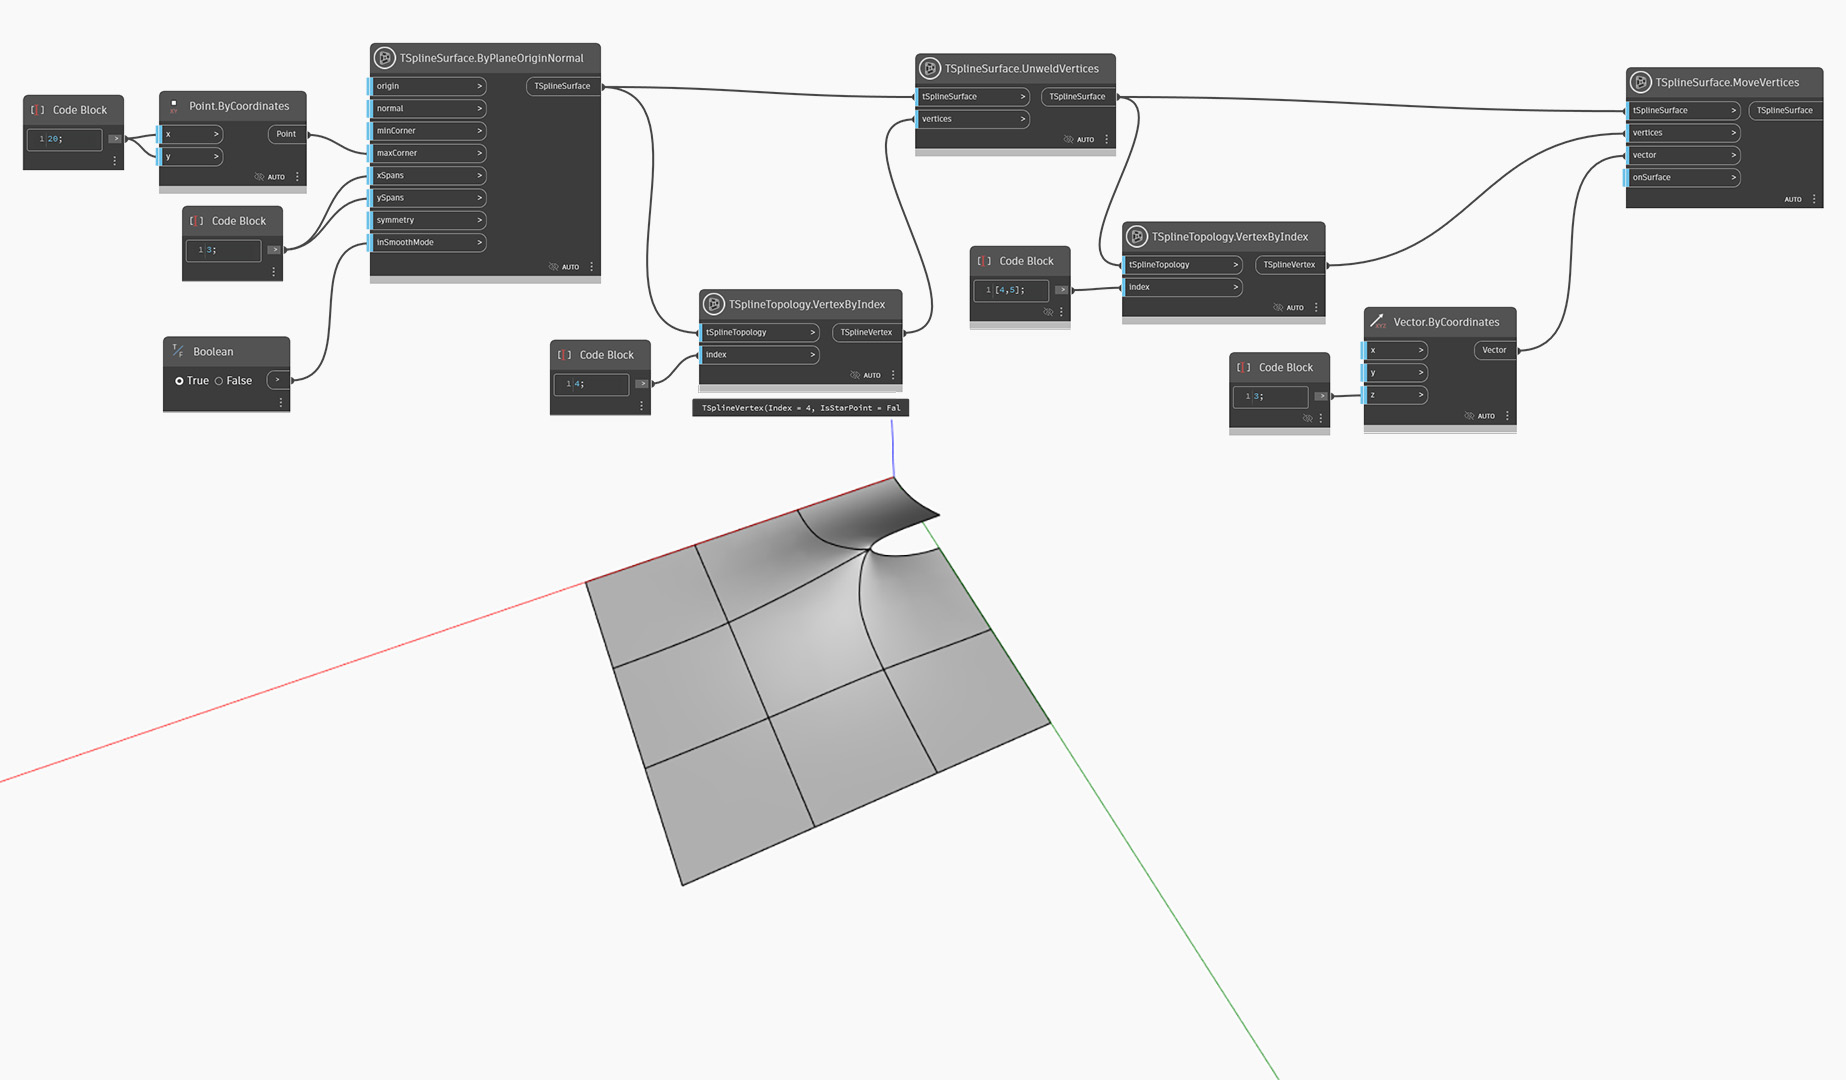 Code Block
1 20;
>
Point.ByCoordinates
XY
x > Point
y >
AUTO
Code Block
1 3;
>
Boolean
T/F
True False >
TSplineSurface.ByPlaneOriginNormal
origin > TSplineSurface
normal >
minCorner >
maxCorner >
xSpans >
ySpans >
symmetry >
inSmoothMode >
AUTO
Code Block
1 4;
>
TSplineTopology.VertexByIndex
tSplineTopology > TSplineVertex
index >
AUTO
TSplineVertex(Index = 4, IsStarPoint = Fal
TSplineSurface.UnweldVertices
tSplineSurface > TSplineSurface
vertices >
AUTO
Code Block
1 [4,5];
>
TSplineTopology.VertexByIndex
tSplineTopology > TSplineVertex
index >
AUTO
Code Block
1 3;
>
Vector.ByCoordinates
XYZ
x > Vector
y >
z >
AUTO
TSplineSurface.MoveVertices
tSplineSurface > TSplineSurface
vertices >
vector >
onSurface >
AUTO